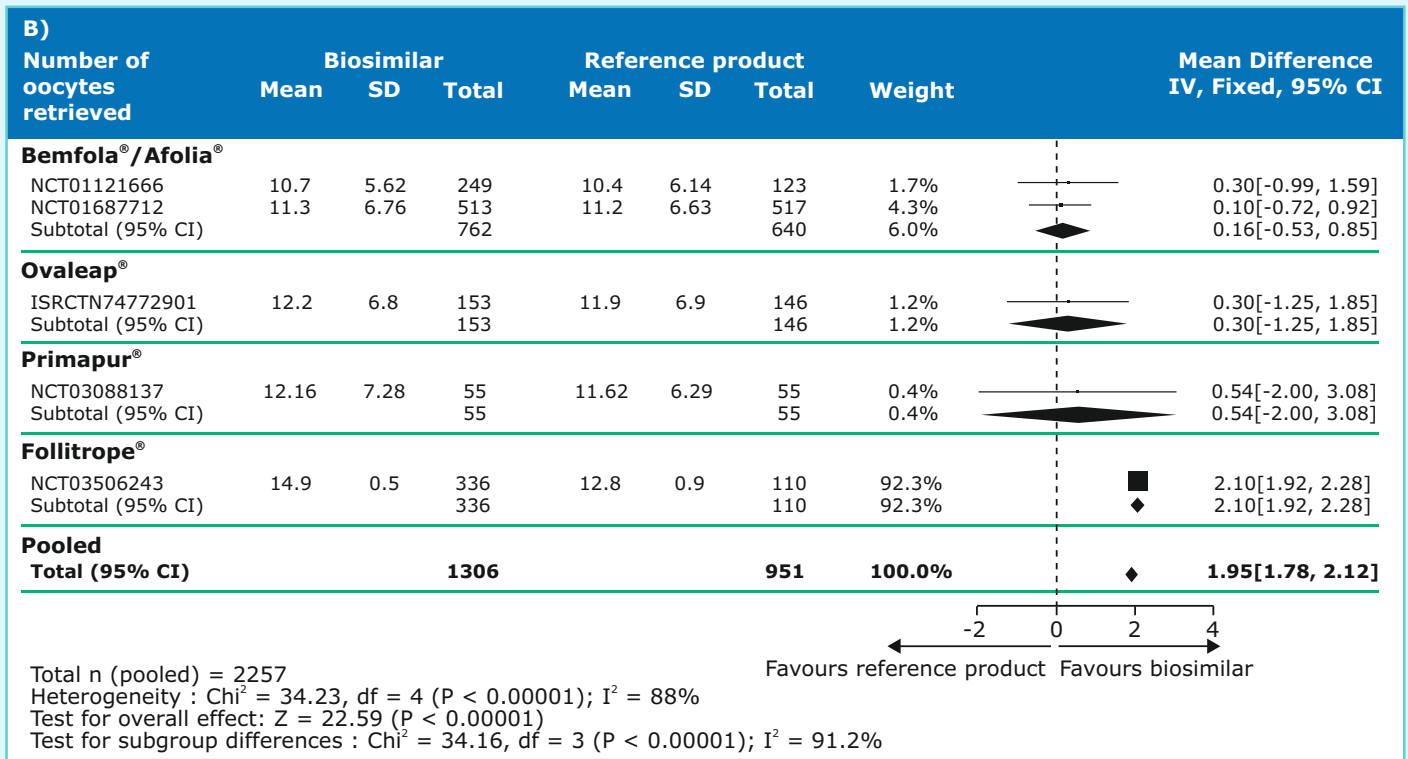 B)
Number of oocytes retrieved Biosimilar Reference product Mean Difference
Mean SD Total Mean SD Total Weight IV, Fixed, 95% CI
Bemfola®/Afolia®
NCT01121666 10.7 5.62 249 10.4 6.14 123 1.7% 0.30[-0.99, 1.59]
NCT01687712 11.3 6.76 513 11.2 6.63 517 4.3% 0.10[-0.72, 0.92]
Subtotal (95% CI) 762 640 6.0% 0.16[-0.53, 0.85]
Ovaleap®
ISRCTN74772901 12.2 6.8 153 11.9 6.9 146 1.2% 0.30[-1.25, 1.85]
Subtotal (95% CI) 153 146 1.2% 0.30[-1.25, 1.85]
Primapur®
NCT03088137 12.16 7.28 55 11.62 6.29 55 0.4% 0.54[-2.00, 3.08]
Subtotal (95% CI) 55 55 0.4% 0.54[-2.00, 3.08]
Follitrope®
NCT03506243 14.9 0.5 336 12.8 0.9 110 92.3% 2.10[1.92, 2.28]
Subtotal (95% CI) 336 110 92.3% 2.10[1.92, 2.28]
Pooled
Total (95% CI) 1306 951 100.0% 1.95[1.78, 2.12]
-2 0 2 4
Favours reference product Favours biosimilar
Total n (pooled) = 2257
Heterogeneity : Chi² = 34.23, df = 4 (P < 0.00001); I² = 88%
Test for overall effect: Z = 22.59 (P < 0.00001)
Test for subgroup differences : Chi² = 34.16, df = 3 (P < 0.00001); I² = 91.2%